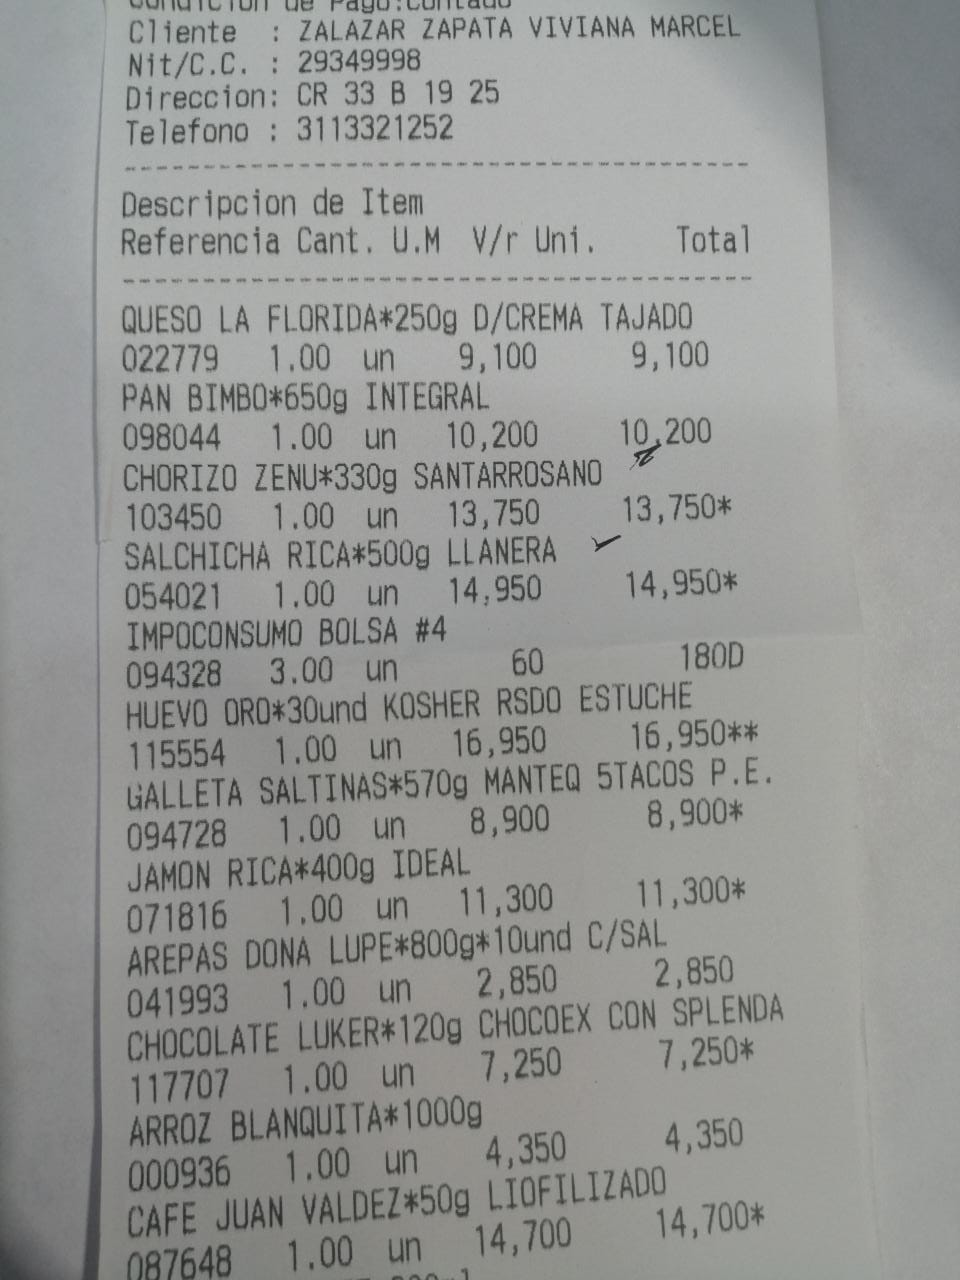 Condicion de Pago:Contado
Cliente : ZALAZAR ZAPATA VIVIANA MARCEL
Nit/C.C. : 29349998
Direccion: CR 33 B 19 25
Telefono : 3113321252
Descripcion de Item
Referencia Cant. U.M V/r Uni. Total
QUESO LA FLORIDA*250g D/CREMA TAJADO
022779 1.00 un 9,100 9,100
PAN BIMBO*650g INTEGRAL
098044 1.00 un 10,200 10,200
CHORIZO ZENU*330g SANTARROSANO
103450 1.00 un 13,750 13,750*
SALCHICHA RICA*500g LLANERA
054021 1.00 un 14,950 14,950*
IMPOCONSUMO BOLSA #4
094328 3.00 un 60 180D
HUEVO ORO*30und KOSHER RSDO ESTUCHE
115554 1.00 un 16,950 16,950**
GALLETA SALTINAS*570g MANTEQ 5TACOS P.E.
094728 1.00 un 8,900 8,900*
JAMON RICA*400g IDEAL
071816 1.00 un 11,300 11,300*
AREPAS DONA LUPE*800g*10und C/SAL
041993 1.00 un 2,850 2,850
CHOCOLATE LUKER*120g CHOCOEX CON SPLENDA
117707 1.00 un 7,250 7,250*
ARROZ BLANQUITA*1000g
000936 1.00 un 4,350 4,350
CAFE JUAN VALDEZ*50g LIOFILIZADO
087648 1.00 un 14,700 14,700*